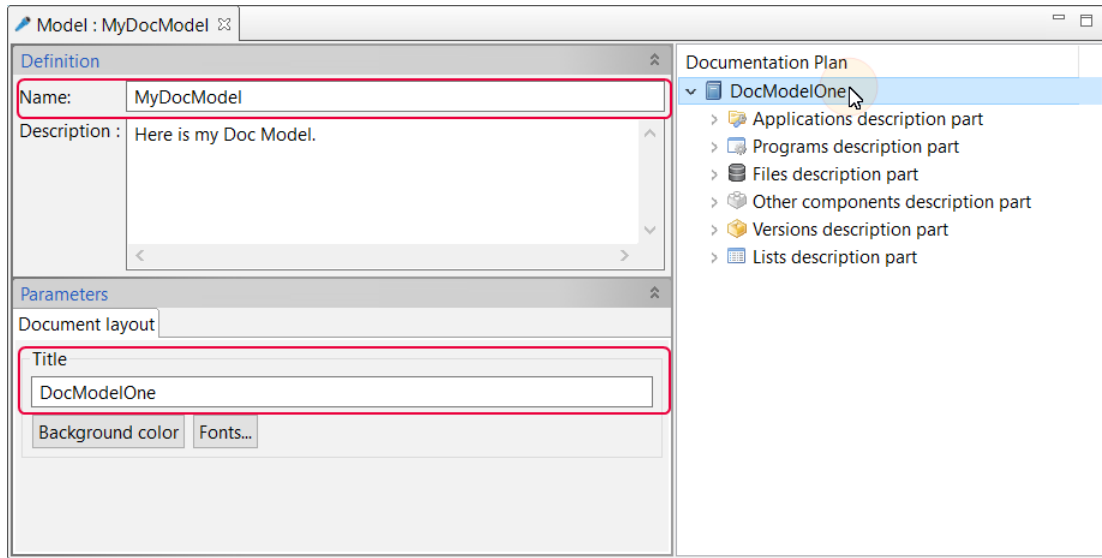 Model : MyDocModel
Definition
Name: MyDocModel
Description : Here is my Doc Model.
Parameters
Document layout
Title
DocModelOne
Background color Fonts...
Documentation Plan
DocModelOne
Applications description part
Programs description part
Files description part
Other components description part
Versions description part
Lists description part